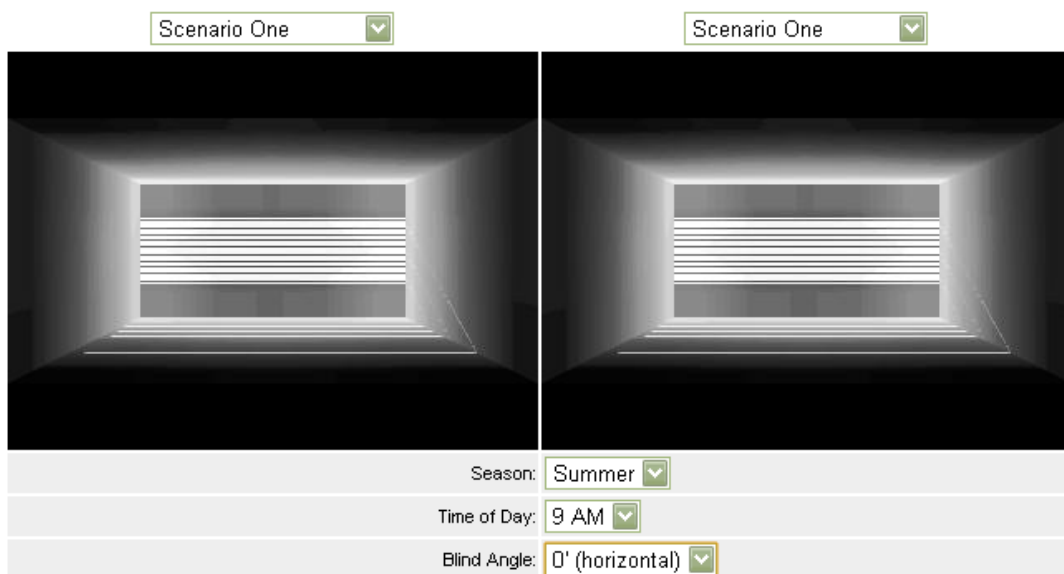 Scenario One Scenario One
Season: Summer
Time of Day: 9 AM
Blind Angle: 0' (horizontal)